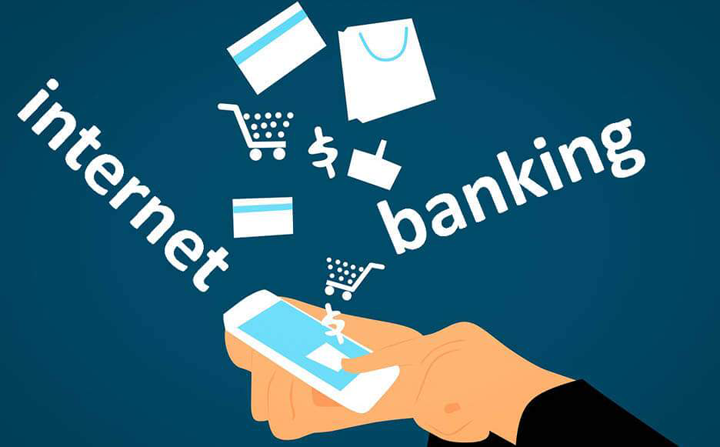 internet
banking
$
$